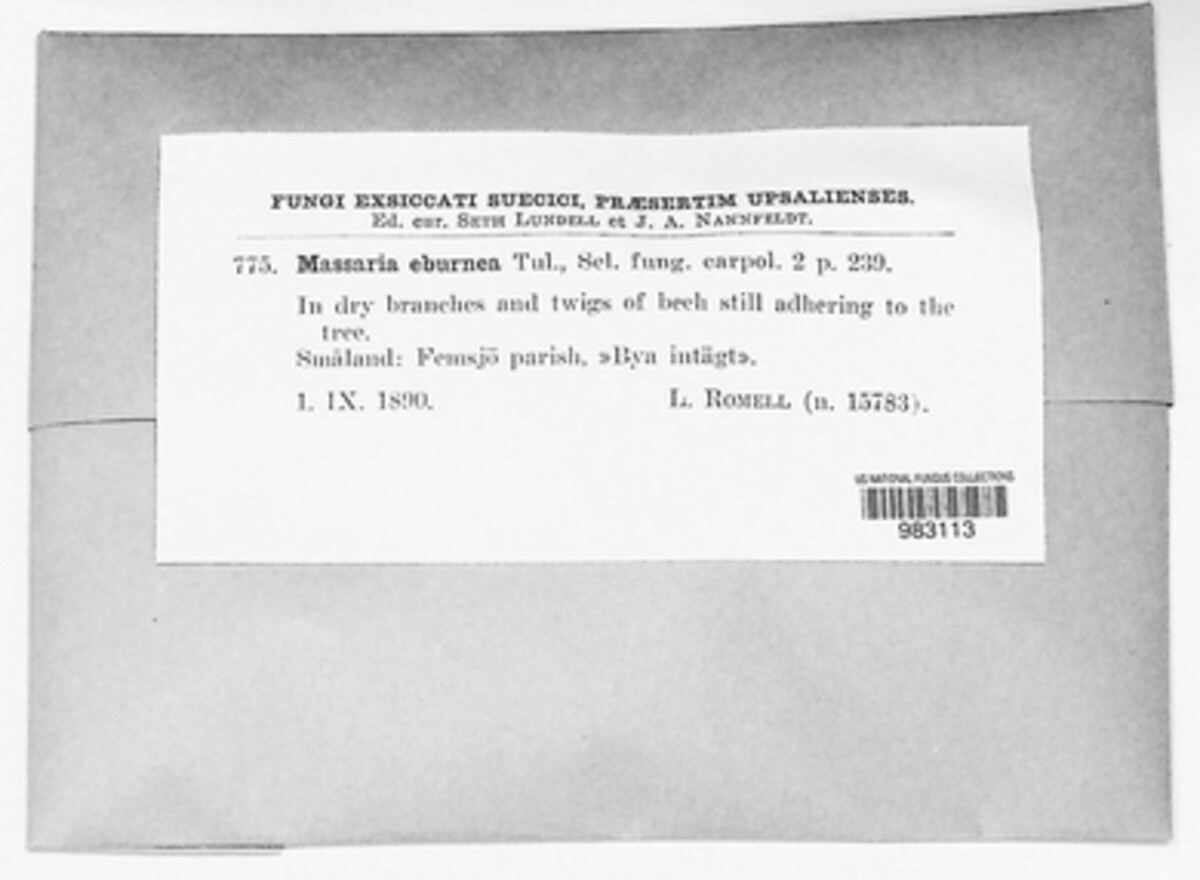 FUNGI EXSICCATI SUECICI, PRÆSERTIM UPSALIENSES.
Ed. cur. SETH LUNDELL et J. A. NANNFELDT.
775. Massaria eburnea Tul., Sel. fung. carpol. 2 p. 239.
In dry branches and twigs of beeh still adhering to the
tree.
Småland: Femsjö parish, »Bya intägt».
1. IX. 1890. L. ROMELL (n. 15783).
US NATIONAL FUNGUS COLLECTIONS
983113